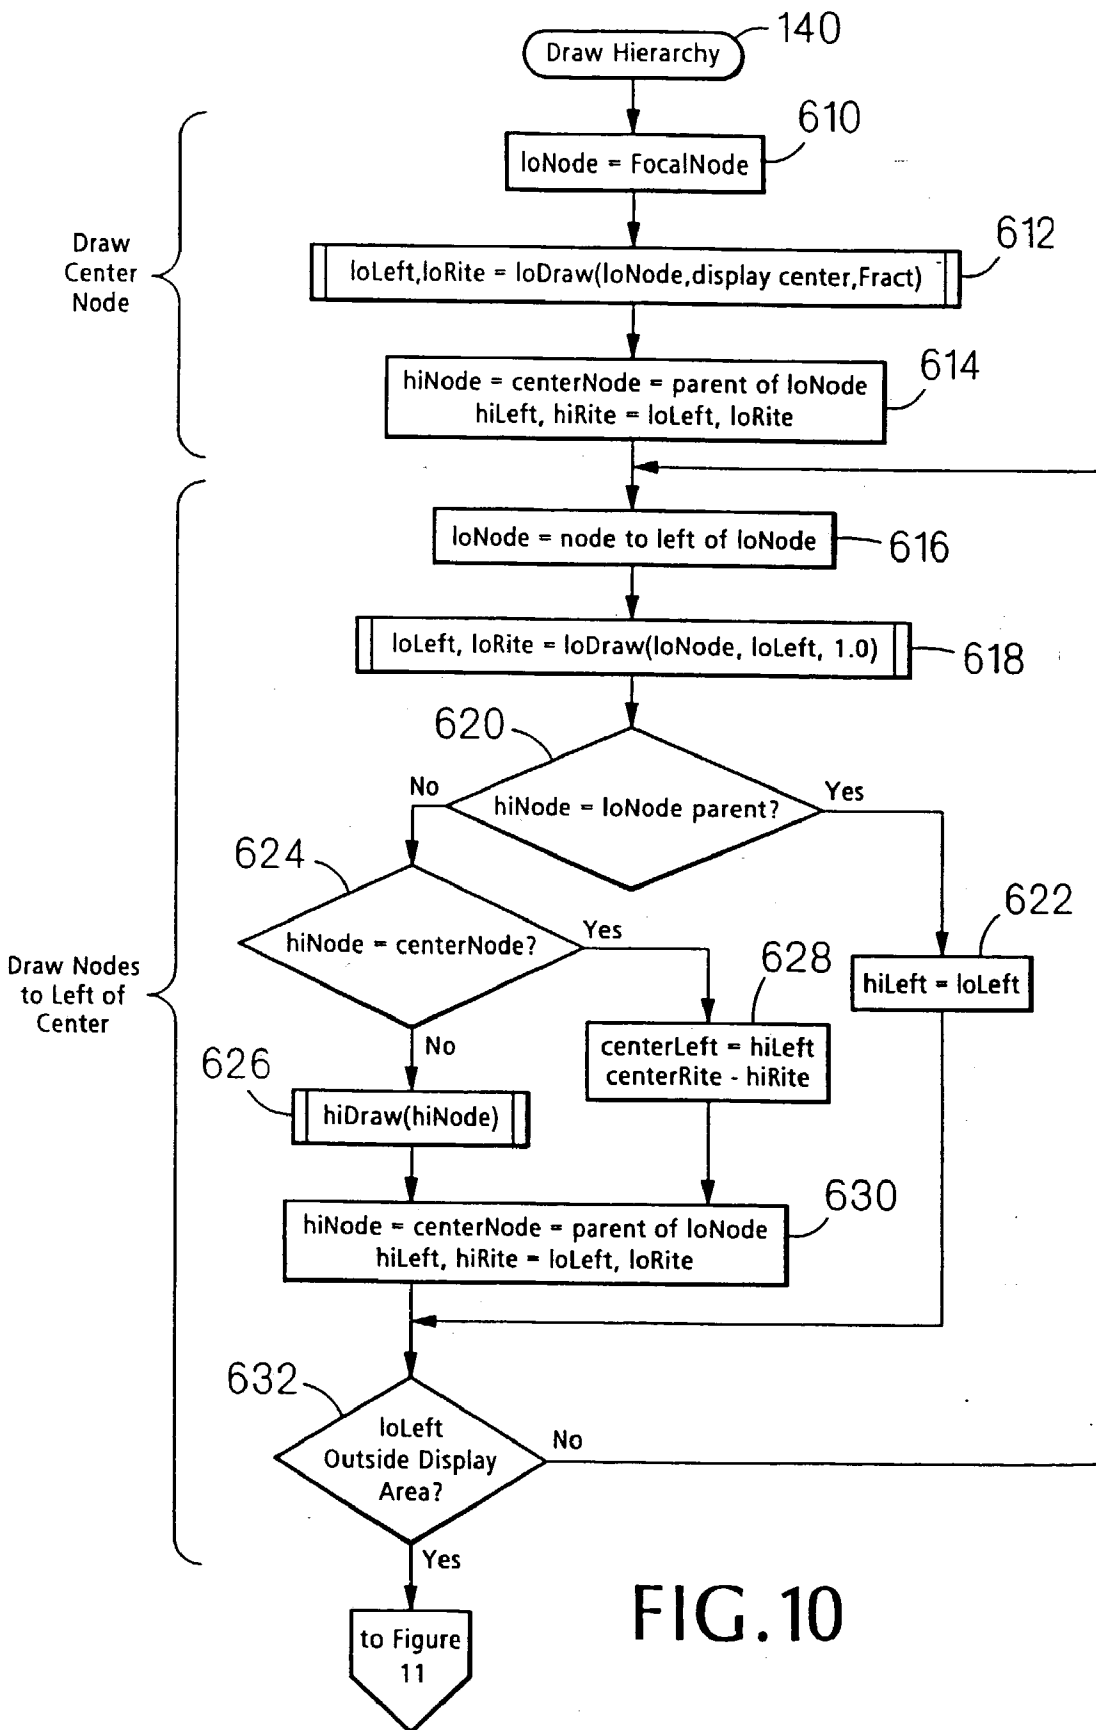 140
Draw Hierarchy
610
loNode = FocalNode
Draw
Center
Node
612
loLeft,loRite = loDraw(loNode,display center,Fract)
614
hiNode = centerNode = parent of loNode
hiLeft, hiRite = loLeft, loRite
loNode = node to left of loNode
616
loLeft, loRite = loDraw(loNode, loLeft, 1.0)
618
620
No
hiNode = loNode parent?
Yes
624
hiNode = centerNode?
Yes
622
hiLeft = loLeft
Draw Nodes
to Left of
Center
628
centerLeft = hiLeft
centerRite - hiRite
No
626
hiDraw(hiNode)
630
hiNode = centerNode = parent of loNode
hiLeft, hiRite = loLeft, loRite
632
loLeft
Outside Display
Area?
No
Yes
to Figure
11
FIG.10